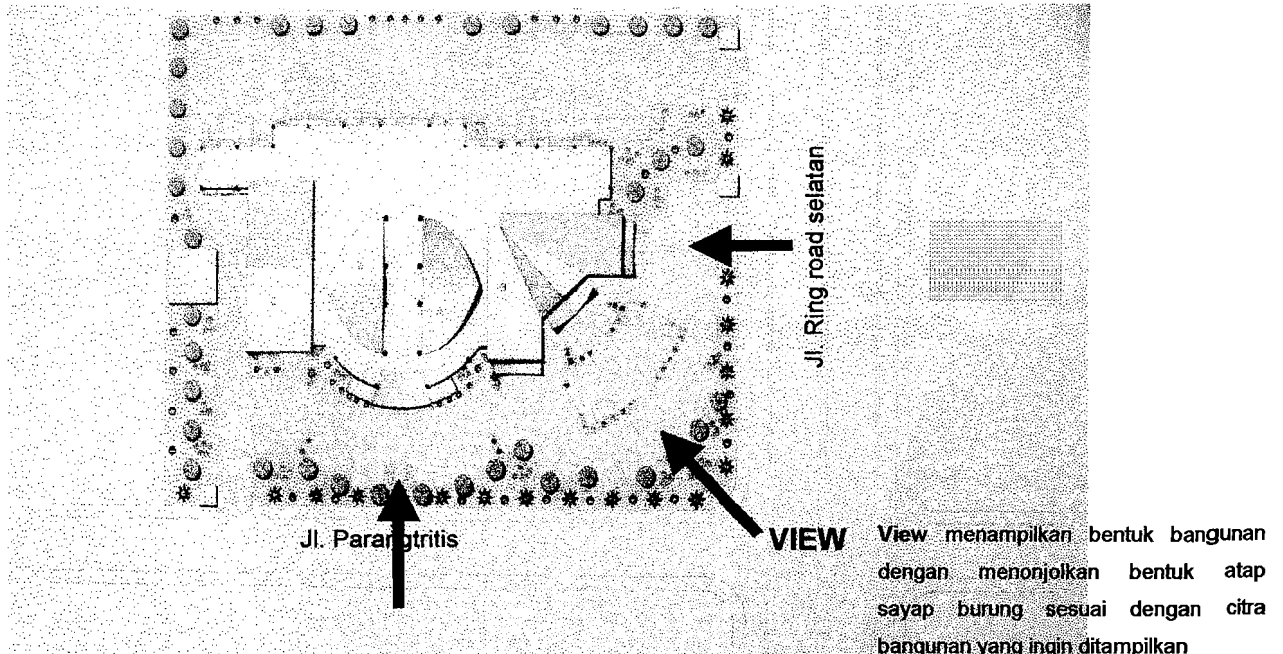 Jl. Ring road selatan
Jl. Parangtritis
VIEW
View menampilkan bentuk bangunan
dengan menonjolkan bentuk atap
sayap burung sesuai dengan citra
bangunan yang ingin ditampilkan